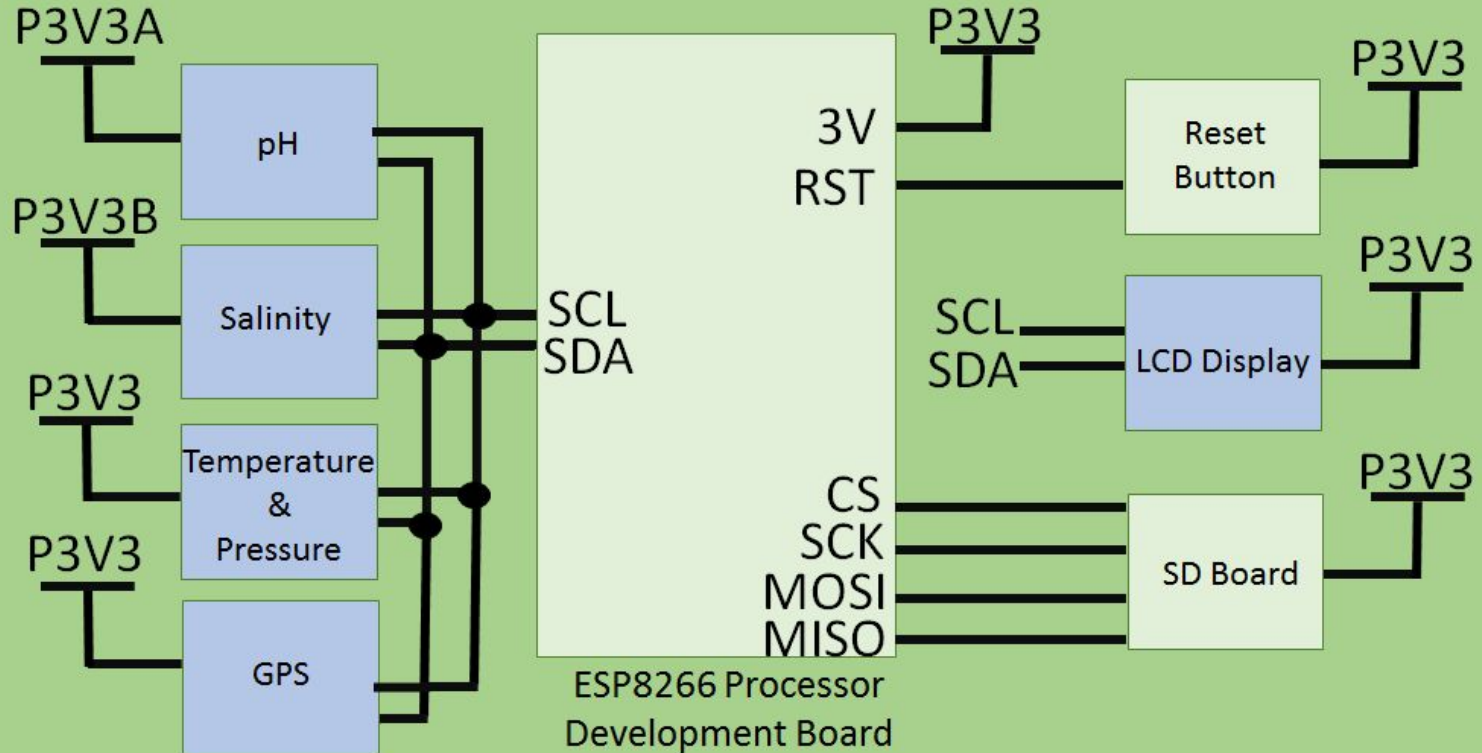 P3V3A
pH
P3V3B
Salinity
P3V3
Temperature
&
Pressure
P3V3
GPS
SCL
SDA
3V
RST
CS
SCK
MOSI
MISO
ESP8266 Processor
Development Board
P3V3
Reset
Button
P3V3
SCL
SDA
LCD Display
P3V3
SD Board
P3V3